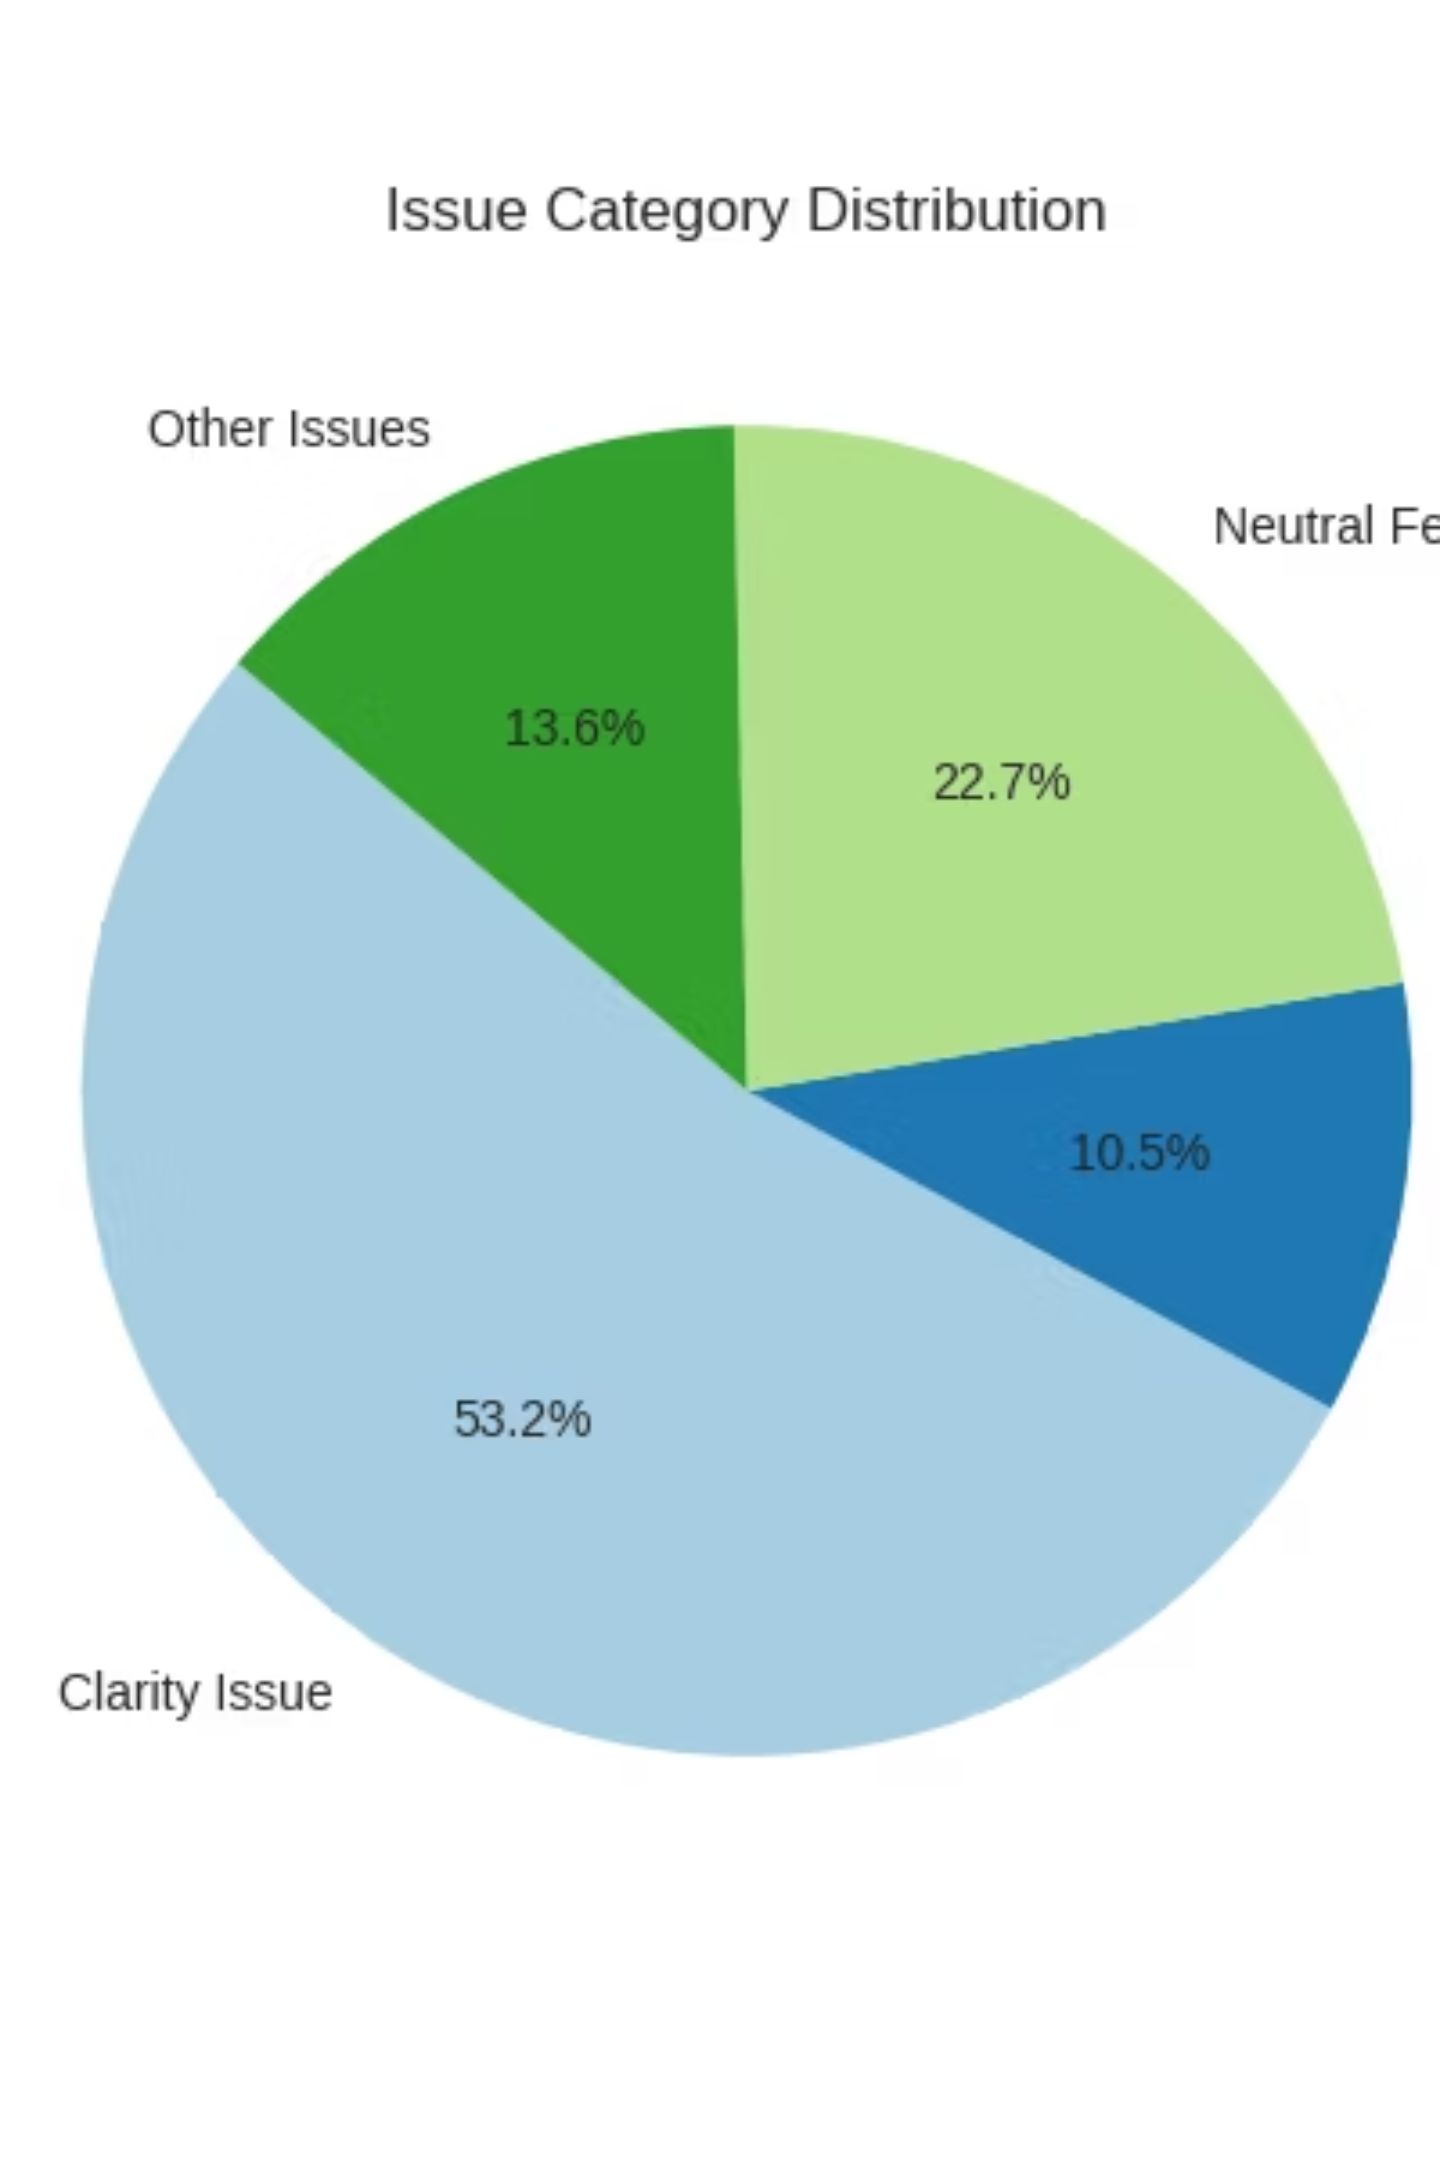 Issue Category Distribution
Other Issues
Neutral Fe
13.6%
22.7%
10.5%
53.2%
Clarity Issue